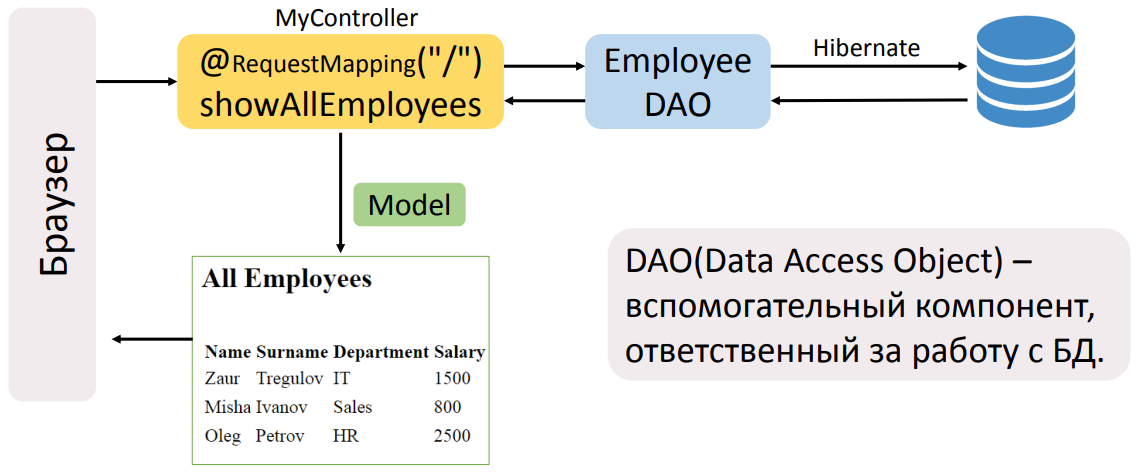 Браузер
MyController
@RequestMapping("/")
showAllEmployees
Employee
DAO
Hibernate
Model
All Employees
Name Surname Department Salary
Zaur Tregulov IT 1500
Misha Ivanov Sales 800
Oleg Petrov HR 2500
DAO(Data Access Object) –
вспомогательный компонент,
ответственный за работу с БД.